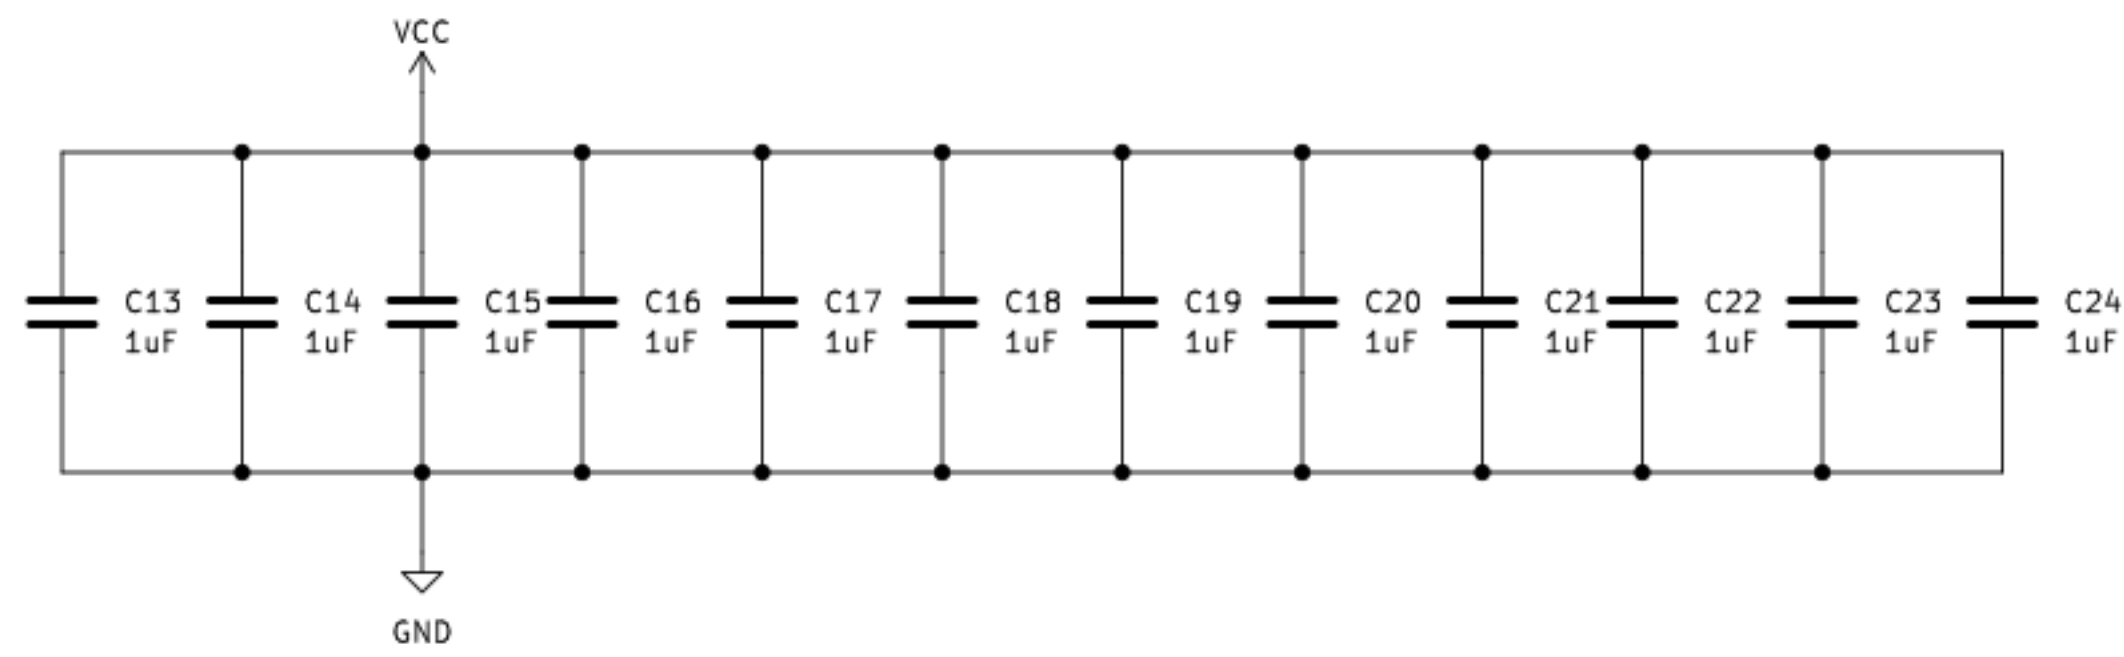 VCC
C13 C14 C15 C16 C17 C18 C19 C20 C21 C22 C23 C24
1uF 1uF 1uF 1uF 1uF 1uF 1uF 1uF 1uF 1uF 1uF 1uF
GND